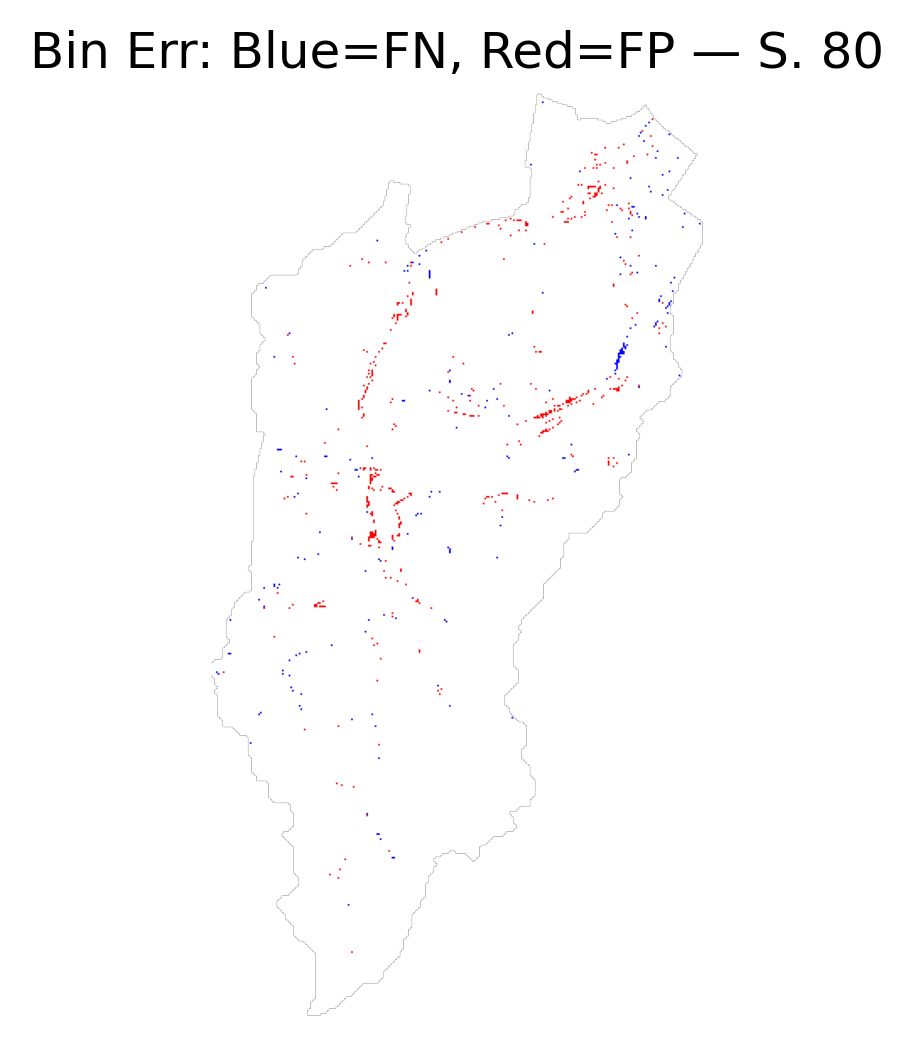 Bin Err: Blue=FN, Red=FP — S. 80